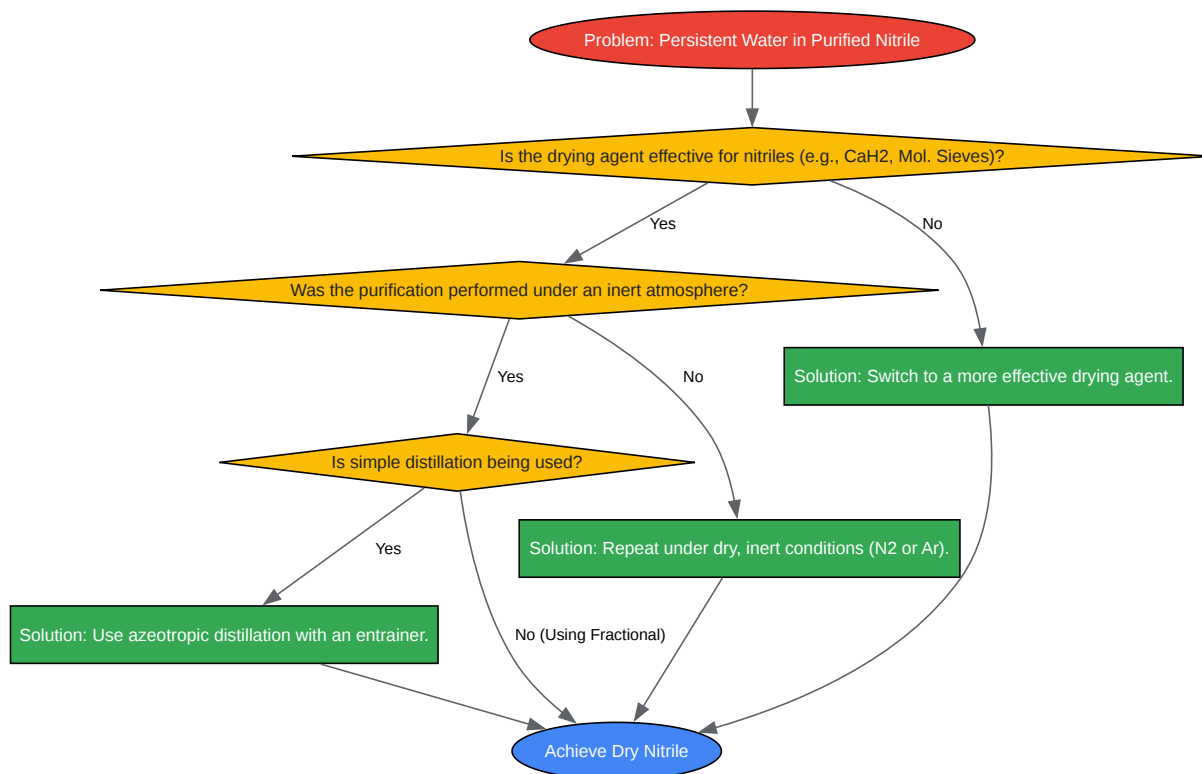 Problem: Persistent Water in Purified Nitrile
Is the drying agent effective for nitriles (e.g., CaH2, Mol. Sieves)?
Yes
No
Was the purification performed under an inert atmosphere?
Solution: Switch to a more effective drying agent.
Yes
No
Is simple distillation being used?
Solution: Repeat under dry, inert conditions (N2 or Ar).
Yes
Solution: Use azeotropic distillation with an entrainer.
No (Using Fractional)
Achieve Dry Nitrile